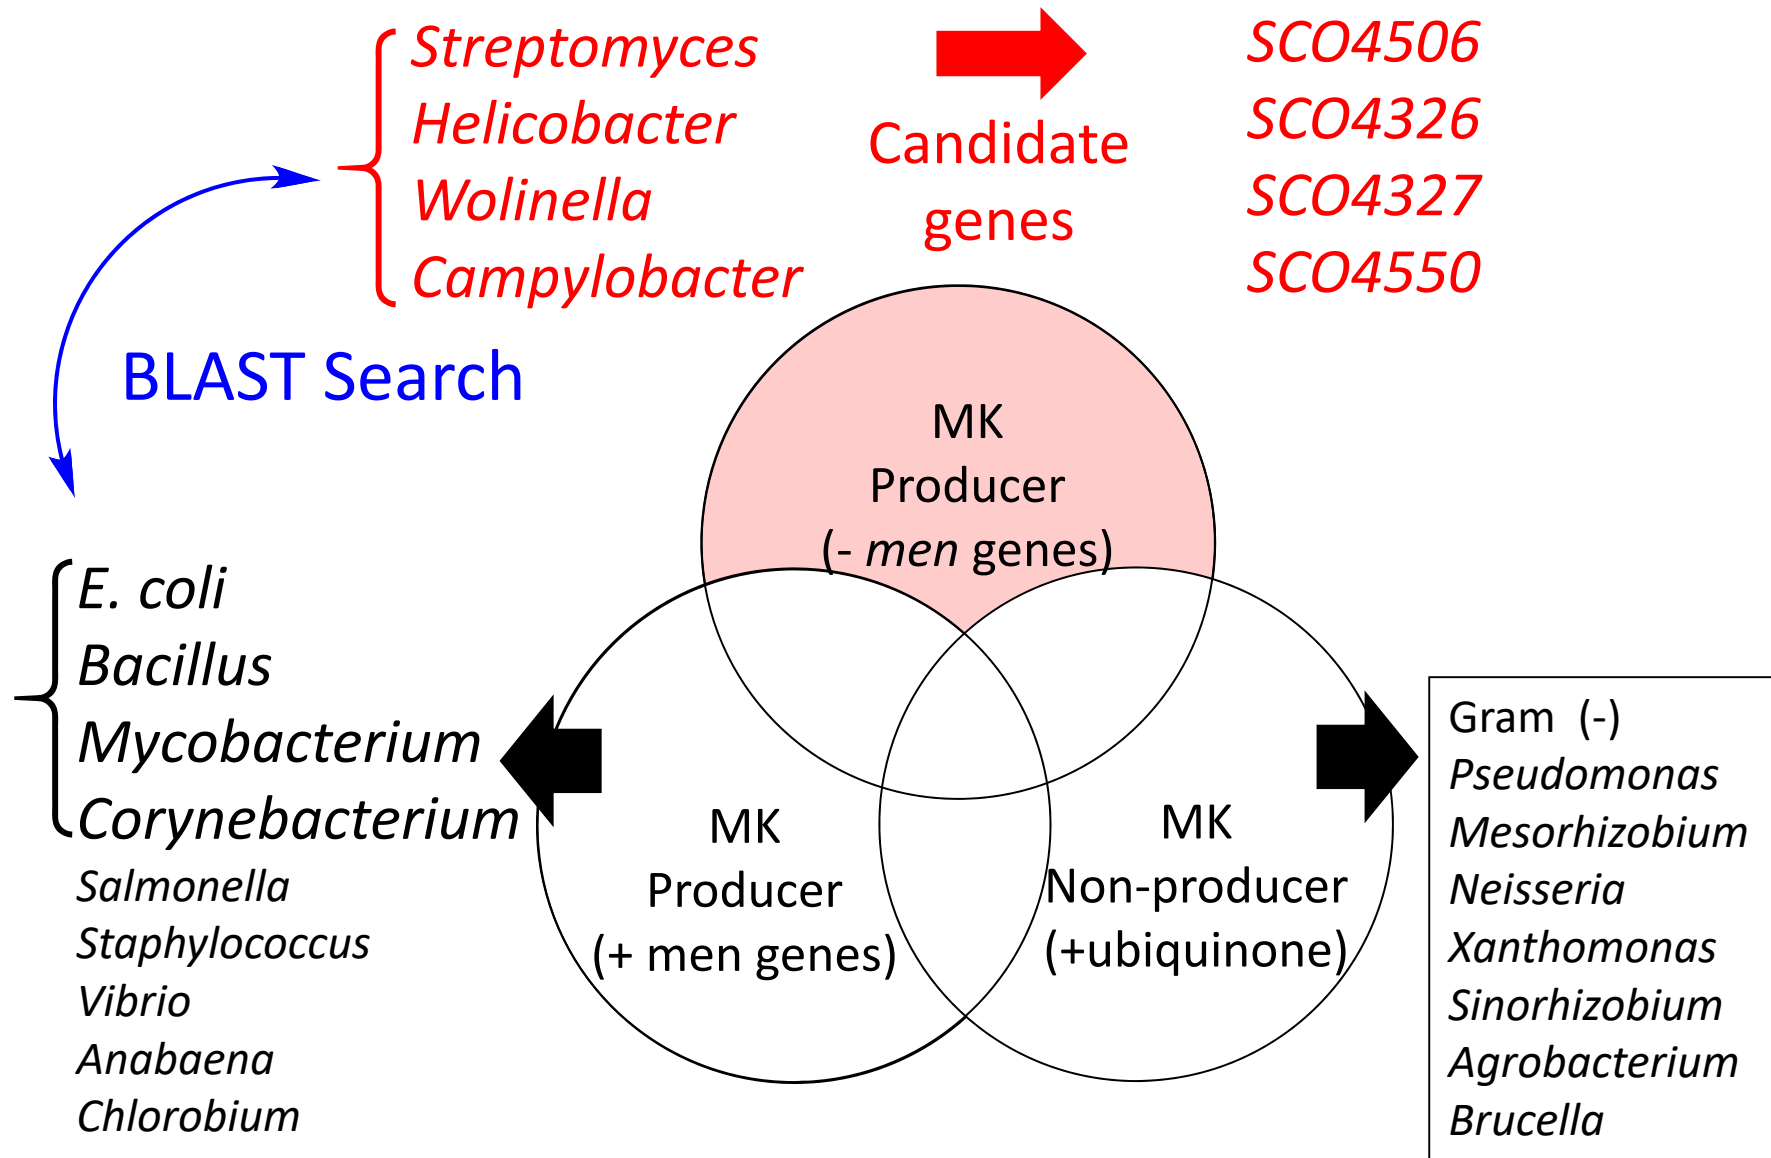 Streptomyces
Helicobacter
Wolinella
Campylobacter
Candidate
genes
SCO4506
SCO4326
SCO4327
SCO4550
BLAST Search
MK
Producer
(- men genes)
E. coli
Bacillus
Mycobacterium
Corynebacterium
Salmonella
Staphylococcus
Vibrio
Anabaena
Chlorobium
MK
Producer
(+ men genes)
MK
Non-producer
(+ubiquinone)
Gram (-)
Pseudomonas
Mesorhizobium
Neisseria
Xanthomonas
Sinorhizobium
Agrobacterium
Brucella